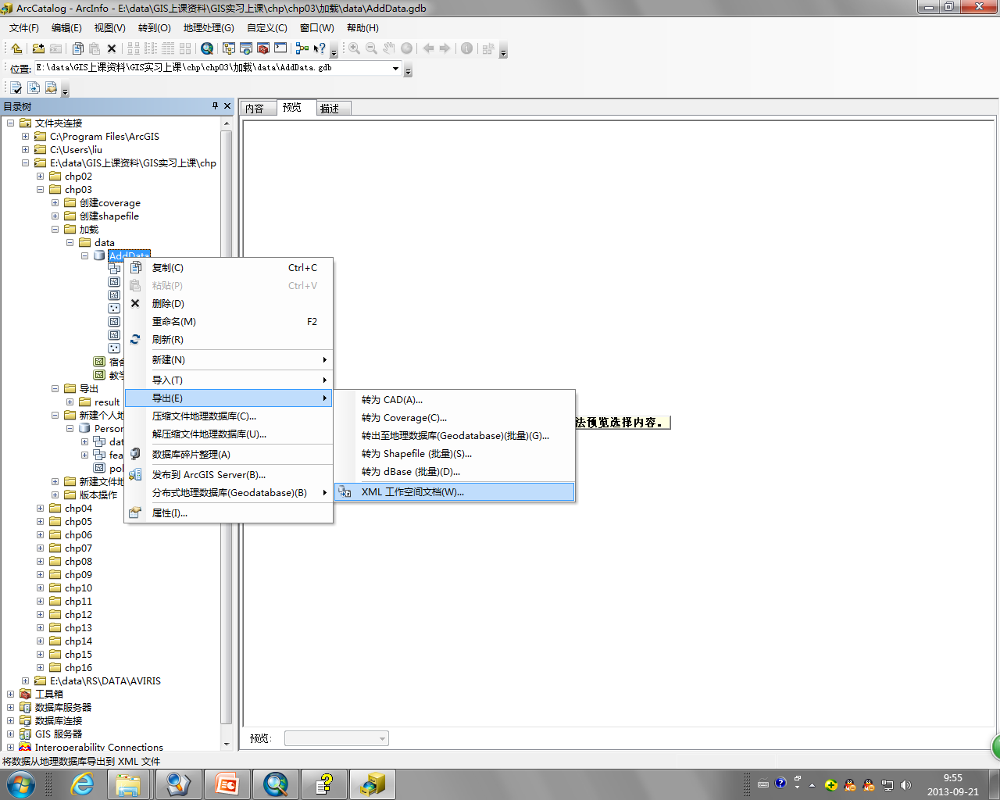 ArcCatalog - ArcInfo - E:\data\GIS上课资料\GIS实习上课\chp\chp03\加载\data\AddData.gdb
文件(F) 编辑(E) 视图(V) 转到(O) 地理处理(G) 自定义(C) 窗口(W) 帮助(H)
位置: E:\data\GIS上课资料\GIS实习上课\chp\chp03\加载\data\AddData.gdb
目录树
内容 预览 描述
文件夹连接
C:\Program Files\ArcGIS
C:\Users\liu
E:\data\GIS上课资料\GIS实习上课\chp
chp02
chp03
创建coverage
创建shapefile
加载
data
AddData
宿舍
教学
导出
result
新建个人地
Person
dat
fea
pol
新建文件地
版本操作
chp04
chp05
chp06
chp07
chp08
chp09
chp10
chp11
chp12
chp13
chp14
chp15
chp16
E:\data\RS\DATA\AVIRIS
工具箱
数据库服务器
数据库连接
GIS 服务器
Interoperability Connections
复制(C) Ctrl+C
粘贴(P) Ctrl+V
删除(D)
重命名(M) F2
刷新(R)
新建(N)
导入(T)
导出(E)
压缩文件地理数据库(C)...
解压缩文件地理数据库(U)...
数据库碎片整理(A)
发布到 ArcGIS Server(B)...
分布式地理数据库(Geodatabase)(B)
属性(I)...
转为 CAD(A)...
转为 Coverage(C)...
转出至地理数据库(Geodatabase)(批量)(G)...
转为 Shapefile (批量)(S)...
转为 dBase (批量)(D)...
XML 工作空间文档(W)...
法预览选择内容。
预览:
将数据从地理数据库导出到 XML 文件
9:55
2013-09-21